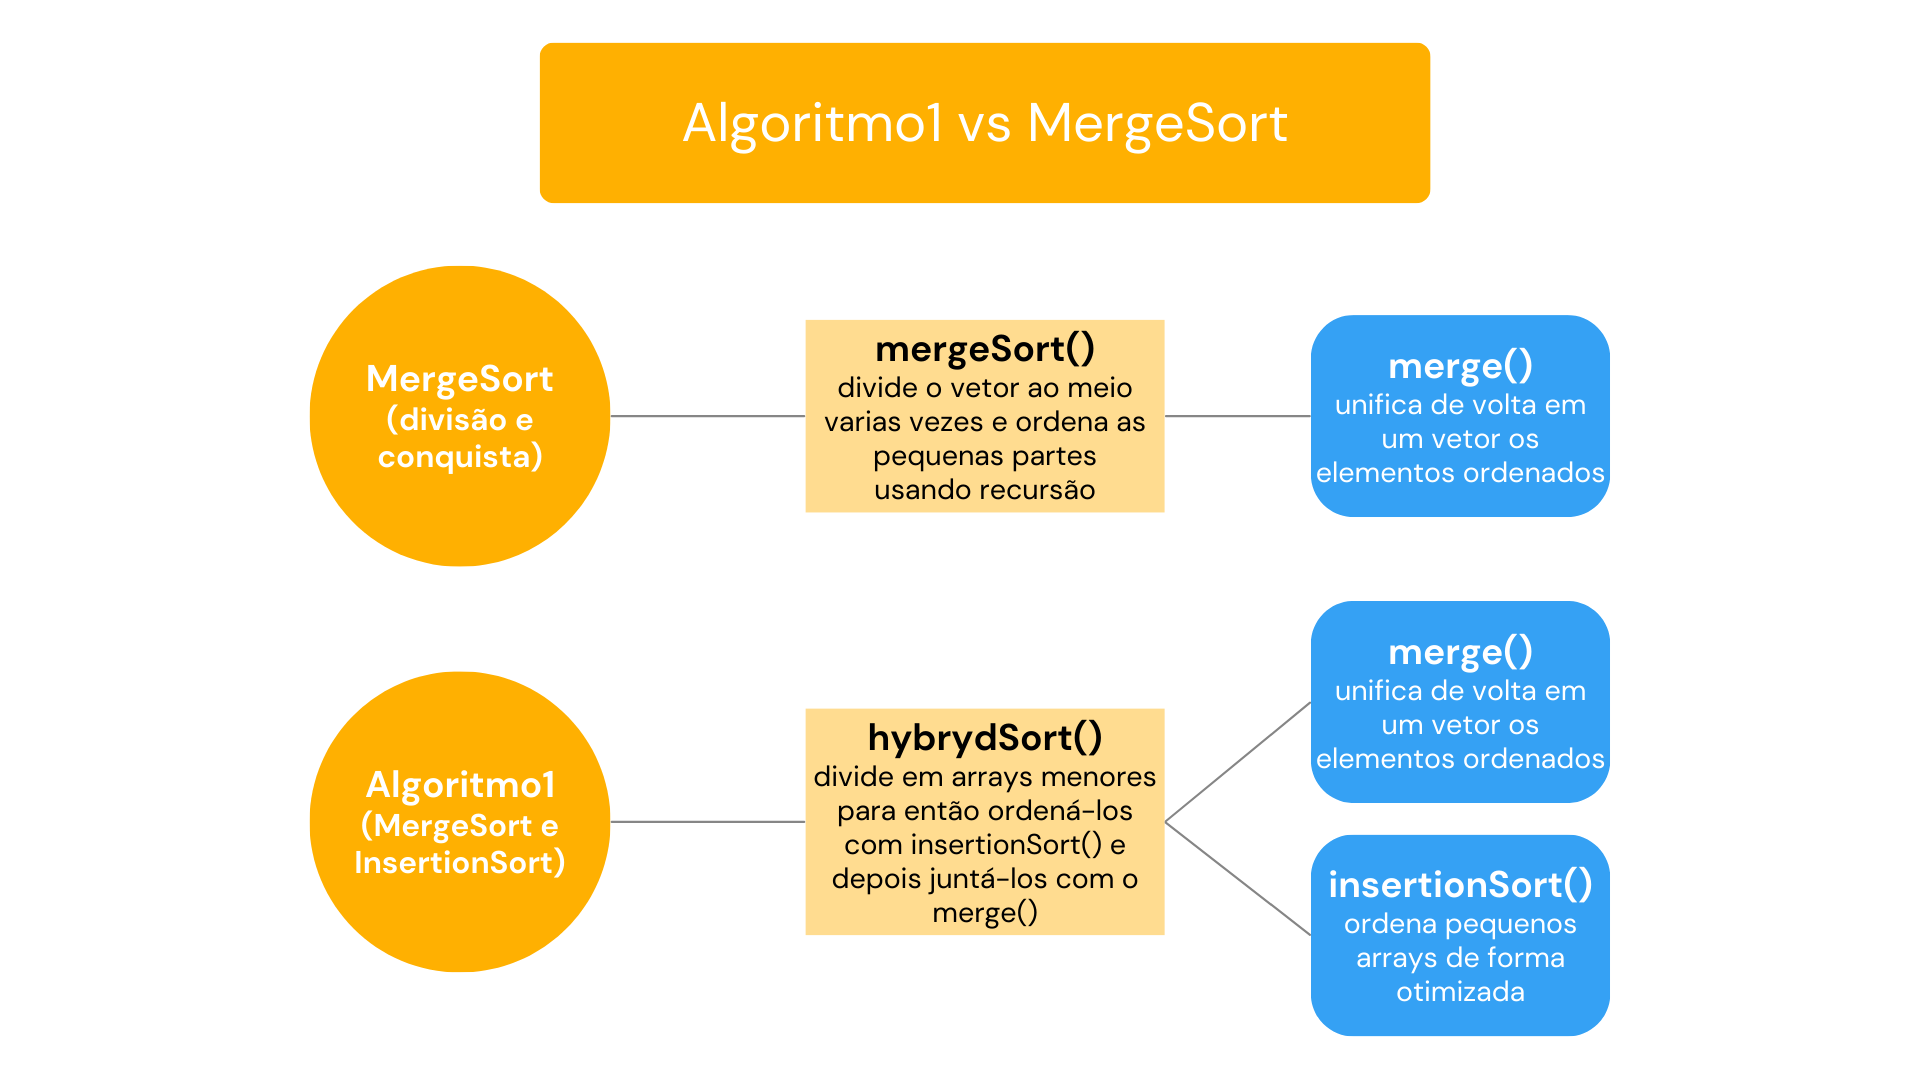 Algoritmo1 vs MergeSort
MergeSort
(divisão e
conquista)
mergeSort()
divide o vetor ao meio
varias vezes e ordena as
pequenas partes
usando recursão
merge()
unifica de volta em
um vetor os
elementos ordenados
Algoritmo1
(MergeSort e
InsertionSort)
hybrydSort()
divide em arrays menores
para então ordená-los
com insertionSort() e
depois juntá-los com o
merge()
merge()
unifica de volta em
um vetor os
elementos ordenados
insertionSort()
ordena pequenos
arrays de forma
otimizada